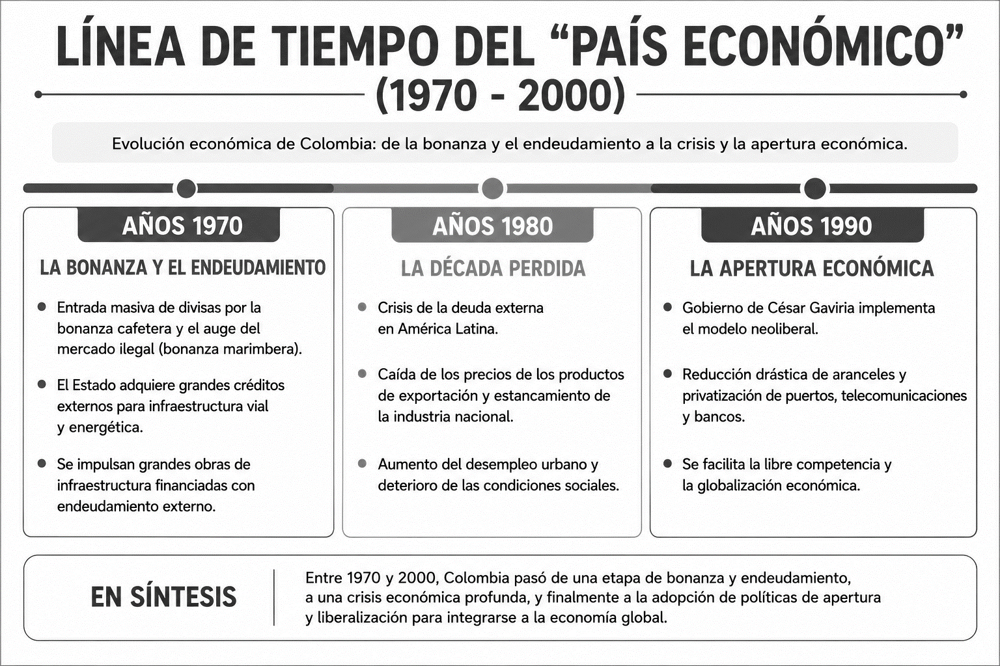 LÍNEA DE TIEMPO DEL “PAÍS ECONÓMICO”
(1970 - 2000)
Evolución económica de Colombia: de la bonanza y el endeudamiento a la crisis y la apertura económica.
AÑOS 1970
LA BONANZA Y EL ENDEUDAMIENTO
Entrada masiva de divisas por la
bonanza cafetera y el auge del
mercado ilegal (bonanza marimbera).
El Estado adquiere grandes créditos
externos para infraestructura vial
y energética.
Se impulsan grandes obras de
infraestructura financiadas con
endeudamiento externo.
AÑOS 1980
LA DÉCADA PERDIDA
Crisis de la deuda externa
en América Latina.
Caída de los precios de los productos
de exportación y estancamiento de
la industria nacional.
Aumento del desempleo urbano y
deterioro de las condiciones sociales.
AÑOS 1990
LA APERTURA ECONÓMICA
Gobierno de César Gaviria implementa
el modelo neoliberal.
Reducción drástica de aranceles y
privatización de puertos, telecomunicaciones
y bancos.
Se facilita la libre competencia y
la globalización económica.
EN SÍNTESIS
Entre 1970 y 2000, Colombia pasó de una etapa de bonanza y endeudamiento,
a una crisis económica profunda, y finalmente a la adopción de políticas de apertura
y liberalización para integrarse a la economía global.